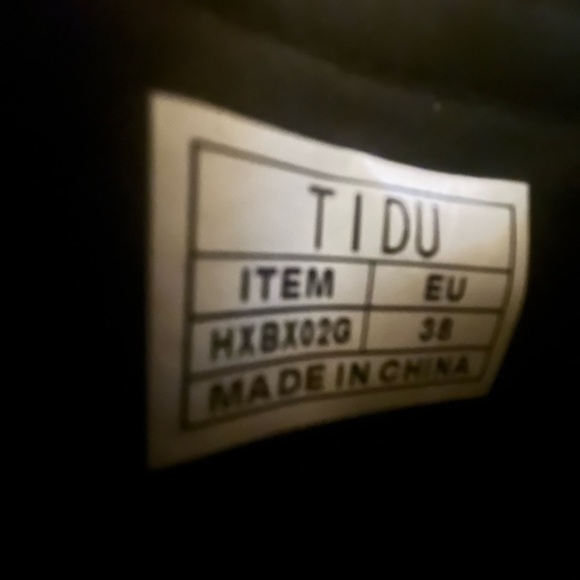 TIDU
ITEM EU
HXBX02G 38
MADE IN CHINA